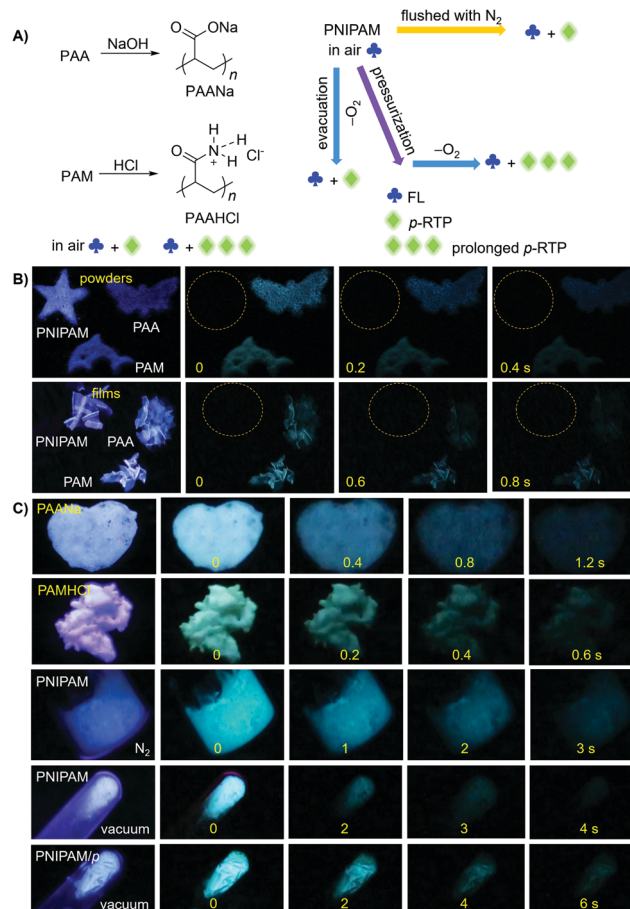 A)
PAA
NaOH
O
ONa
n
PAANa
PAM
HCl
O
H
H
N
H
+
Cl⁻
n
PAAHCl
in air ♣ + ♦ ♣ + ♦♦♦
PNIPAM
in air
flushed with N₂
+
evacuation
−O₂
pressurization
−O₂
+
+
FL
p-RTP
prolonged p-RTP
B)
powders
PNIPAM
PAA
PAM
0
0.2
0.4 s
films
PNIPAM
PAA
PAM
0
0.6
0.8 s
C)
PAANa
0
0.4
0.8
1.2 s
PAMHCl
0
0.2
0.4
0.6 s
PNIPAM
N₂
0
1
2
3 s
PNIPAM
vacuum
0
2
3
4 s
PNIPAM/p
vacuum
0
2
4
6 s